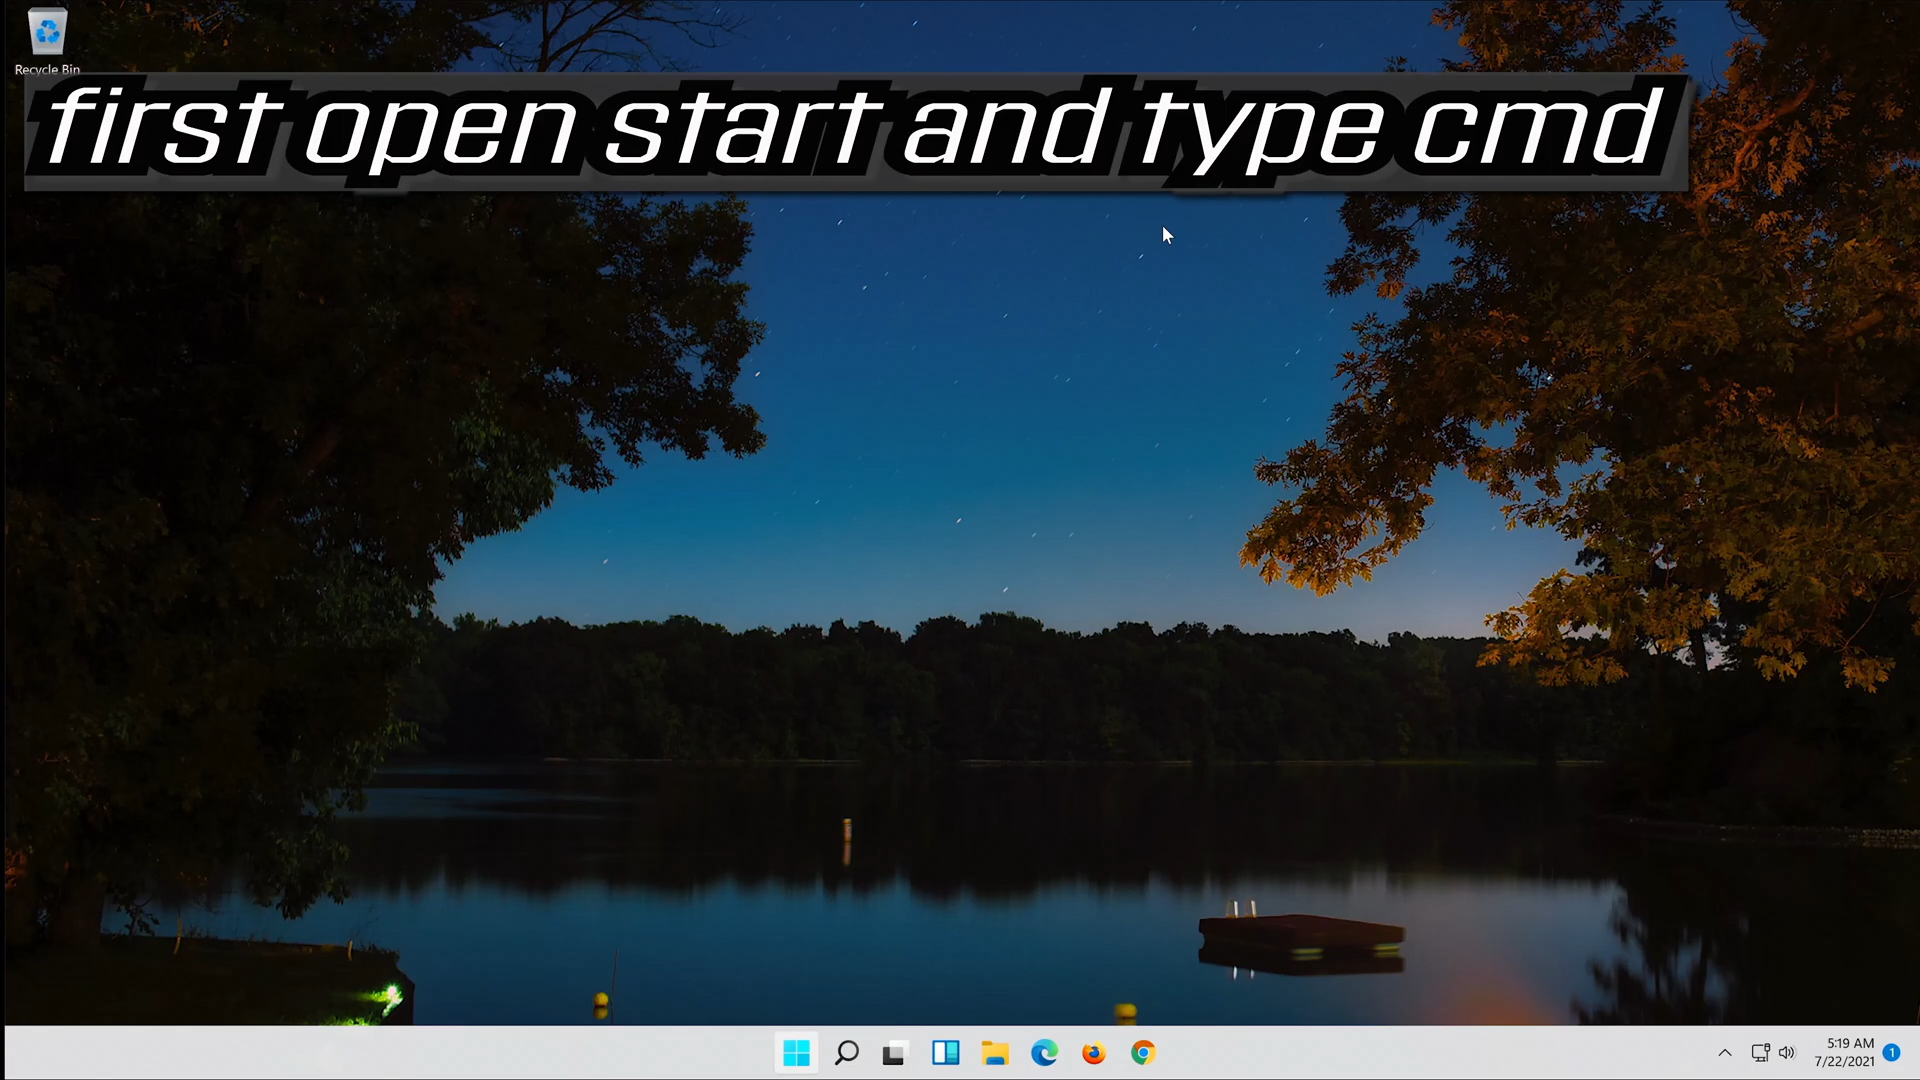 Recycle Bin
first open start and type cmd
5:19 AM
7/22/2021
1